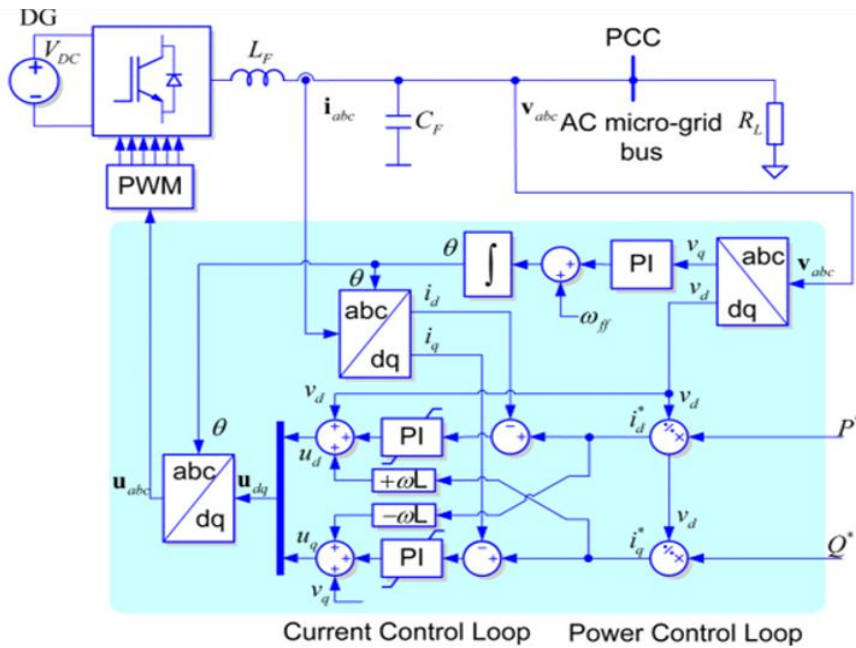 DG
V_DC
L_F
PCC
i_abc
C_F
v_abc
AC micro-grid
bus
R_L
PWM
θ
∫
+
+
PI
v_q
v_d
abc
dq
v_abc
ω_ff
θ
abc
dq
i_d
i_q
v_d
v_d
θ
+
+
+
PI
−
i_d^*
%
×
P^*
u_d
+ωL
u_abc
abc
dq
u_dq
−ωL
v_d
u_q
+
+
+
PI
−
i_q^*
%
×
Q^*
v_q
Current Control Loop
Power Control Loop